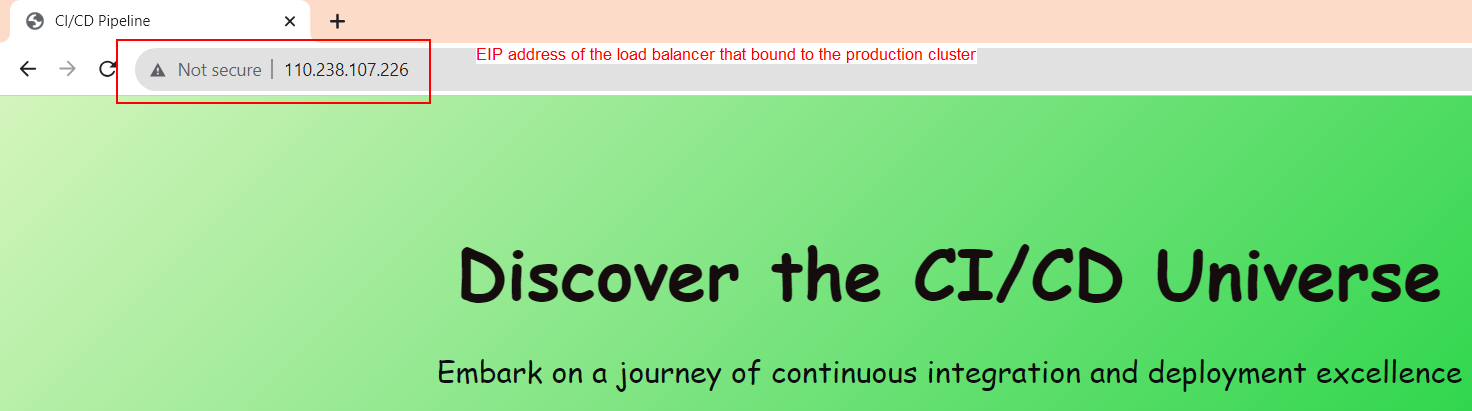 CI/CD Pipeline
Not secure 110.238.107.226
EIP address of the load balancer that bound to the production cluster
Discover the CI/CD Universe
Embark on a journey of continuous integration and deployment excellence